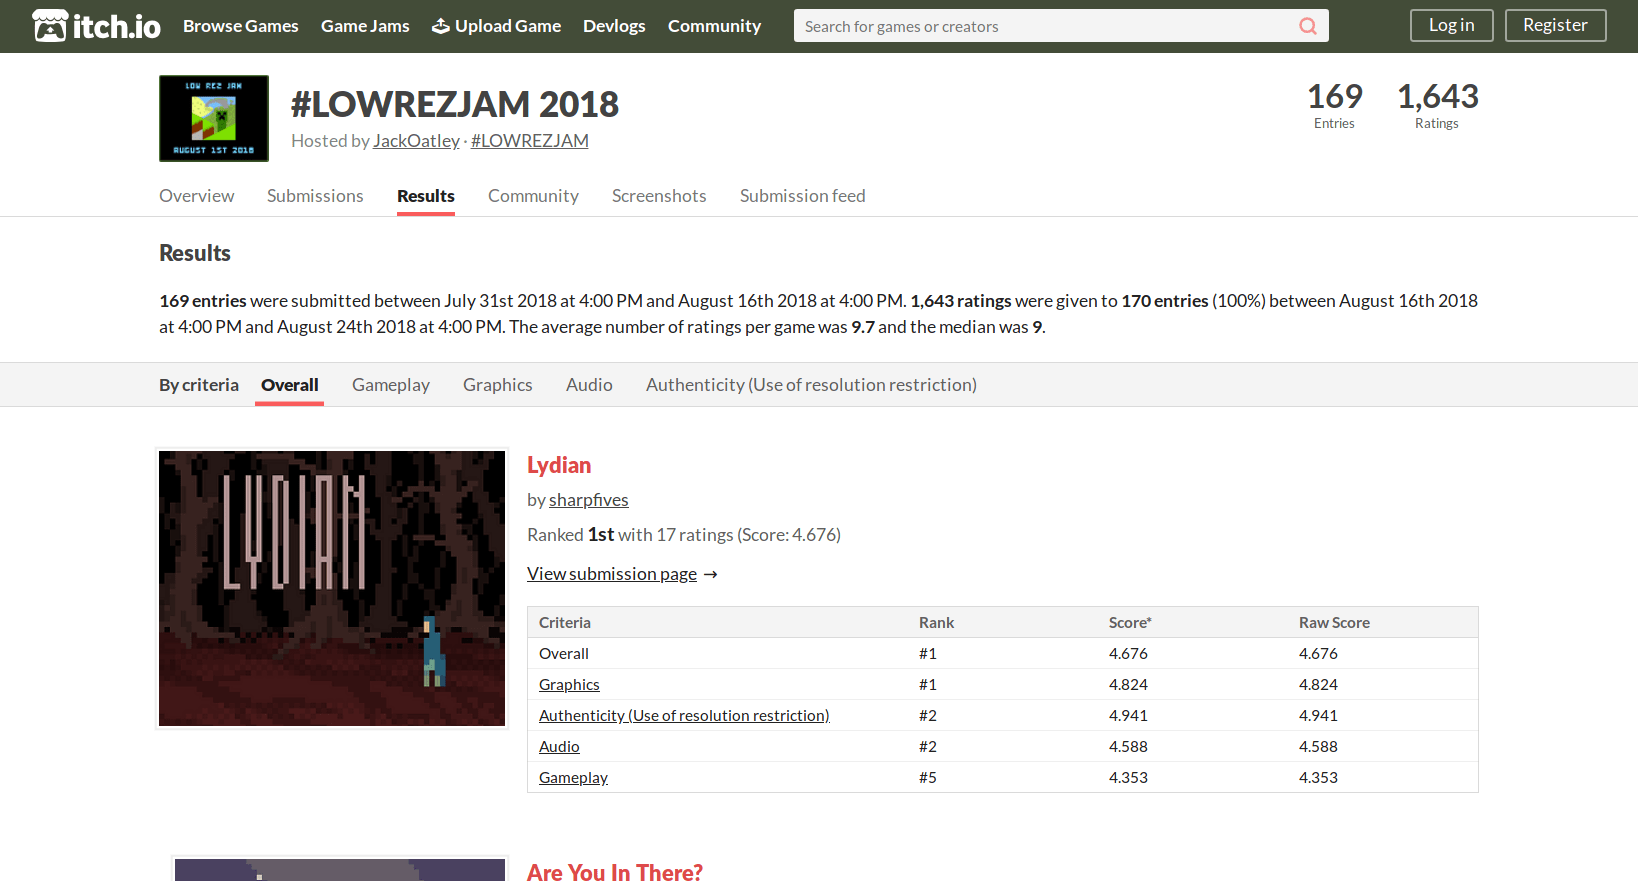 itch.io Browse Games Game Jams Upload Game Devlogs Community Search for games or creators Log in Register
LOW REZ JAM
AUGUST 1ST 2018
#LOWREZJAM 2018
Hosted by JackOatley · #LOWREZJAM
169 1,643
Entries Ratings
Overview Submissions Results Community Screenshots Submission feed
Results
169 entries were submitted between July 31st 2018 at 4:00 PM and August 16th 2018 at 4:00 PM. 1,643 ratings were given to 170 entries (100%) between August 16th 2018
at 4:00 PM and August 24th 2018 at 4:00 PM. The average number of ratings per game was 9.7 and the median was 9.
By criteria Overall Gameplay Graphics Audio Authenticity (Use of resolution restriction)
LYDIAN
Lydian
by sharpfives
Ranked 1st with 17 ratings (Score: 4.676)
View submission page →
Criteria Rank Score* Raw Score
Overall #1 4.676 4.676
Graphics #1 4.824 4.824
Authenticity (Use of resolution restriction) #2 4.941 4.941
Audio #2 4.588 4.588
Gameplay #5 4.353 4.353
Are You In There?